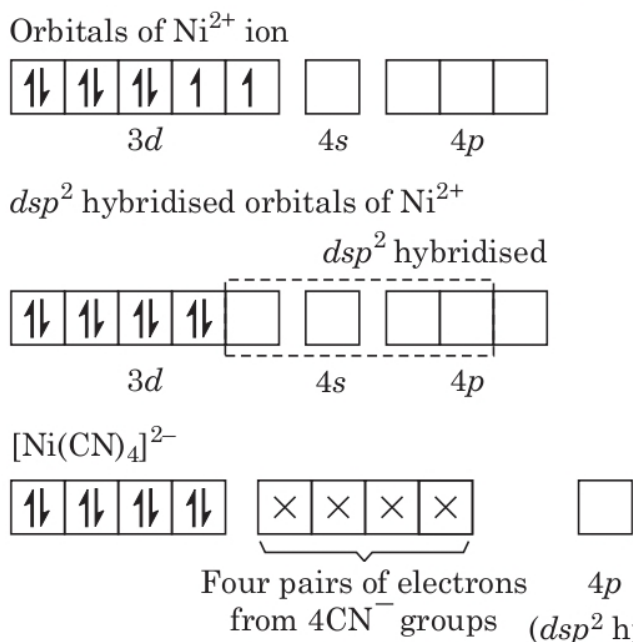 Orbitals of Ni²⁺ ion
3d 4s 4p
dsp² hybridised orbitals of Ni²⁺
dsp² hybridised
3d 4s 4p
[Ni(CN)₄]²⁻
× × × ×
Four pairs of electrons 4p
from 4CN⁻ groups (dsp²